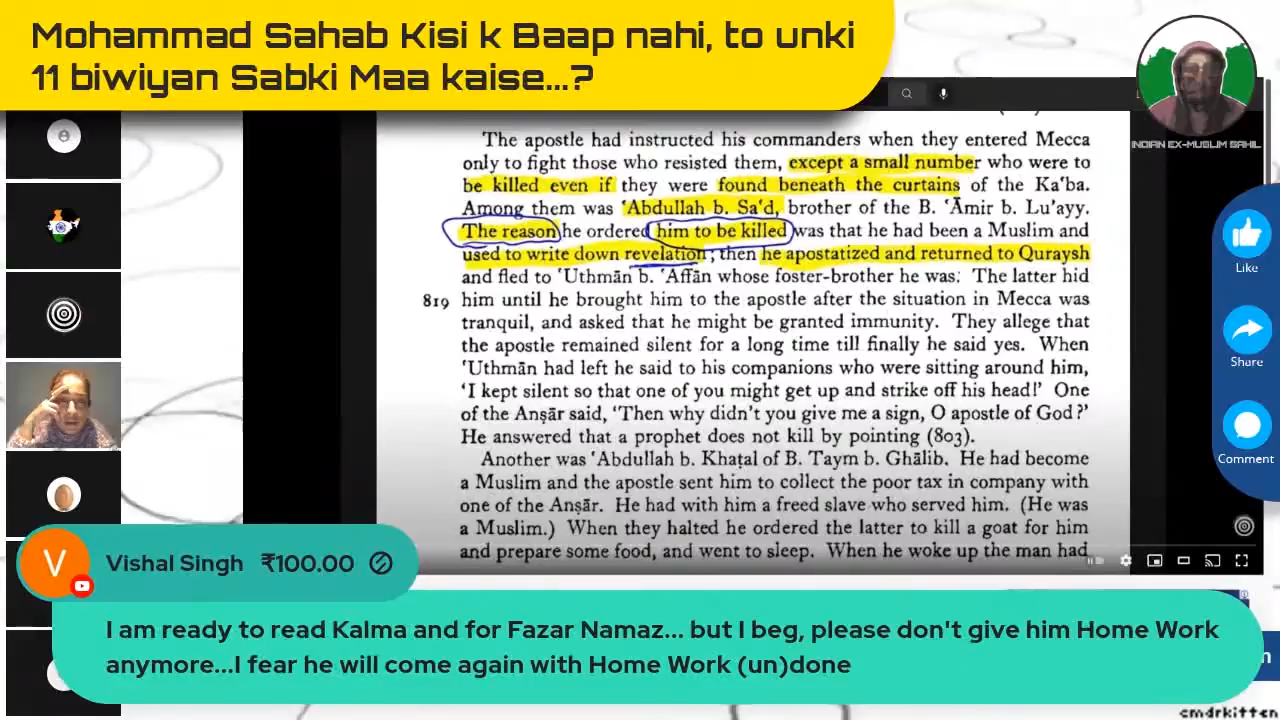 Mohammad Sahab Kisi k Baap nahi, to unki
11 biwiyan Sabki Maa kaise...?
INDIAN EX-MUSLIM SAHIL
The apostle had instructed his commanders when they entered Mecca
only to fight those who resisted them, except a small number who were to
be killed even if they were found beneath the curtains of the Ka'ba.
Among them was 'Abdullah b. Sa'd, brother of the B. 'Āmir b. Lu'ayy.
The reason he ordered him to be killed was that he had been a Muslim and
used to write down revelation; then he apostatized and returned to Quraysh
and fled to 'Uthmān b. 'Affān whose foster-brother he was. The latter hid
819 him until he brought him to the apostle after the situation in Mecca was
tranquil, and asked that he might be granted immunity. They allege that
the apostle remained silent for a long time till finally he said yes. When
'Uthmān had left he said to his companions who were sitting around him,
'I kept silent so that one of you might get up and strike off his head!' One
of the Anṣār said, 'Then why didn't you give me a sign, O apostle of God?'
He answered that a prophet does not kill by pointing (803).
Another was 'Abdullah b. Khaṭal of B. Taym b. Ghālib. He had become
a Muslim and the apostle sent him to collect the poor tax in company with
one of the Anṣār. He had with him a freed slave who served him. (He was
a Muslim.) When they halted he ordered the latter to kill a goat for him
and prepare some food, and went to sleep. When he woke up the man had
Like
Share
Comment
V
Vishal Singh ₹100.00
I am ready to read Kalma and for Fazar Namaz... but I beg, please don't give him Home Work
anymore...I fear he will come again with Home Work (un)done
cmdrkitten